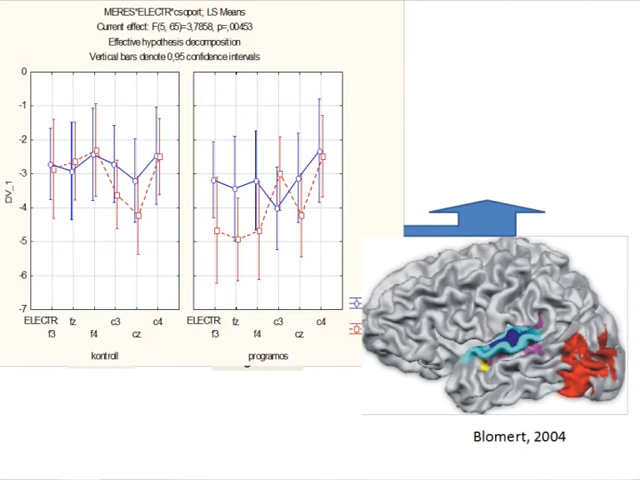 MERES*ELECTR*csoport; LS Means
Current effect: F(5, 65)=3,7858, p=,00453
Effective hypothesis decomposition
Vertical bars denote 0,95 confidence intervals
0
-1
-2
-3
-4
-5
-6
-7
DV_1
ELECTR fz c3 c4 ELECTR fz c3 c4
f3 f4 cz f3 f4 cz
kontroll programos
Blomert, 2004